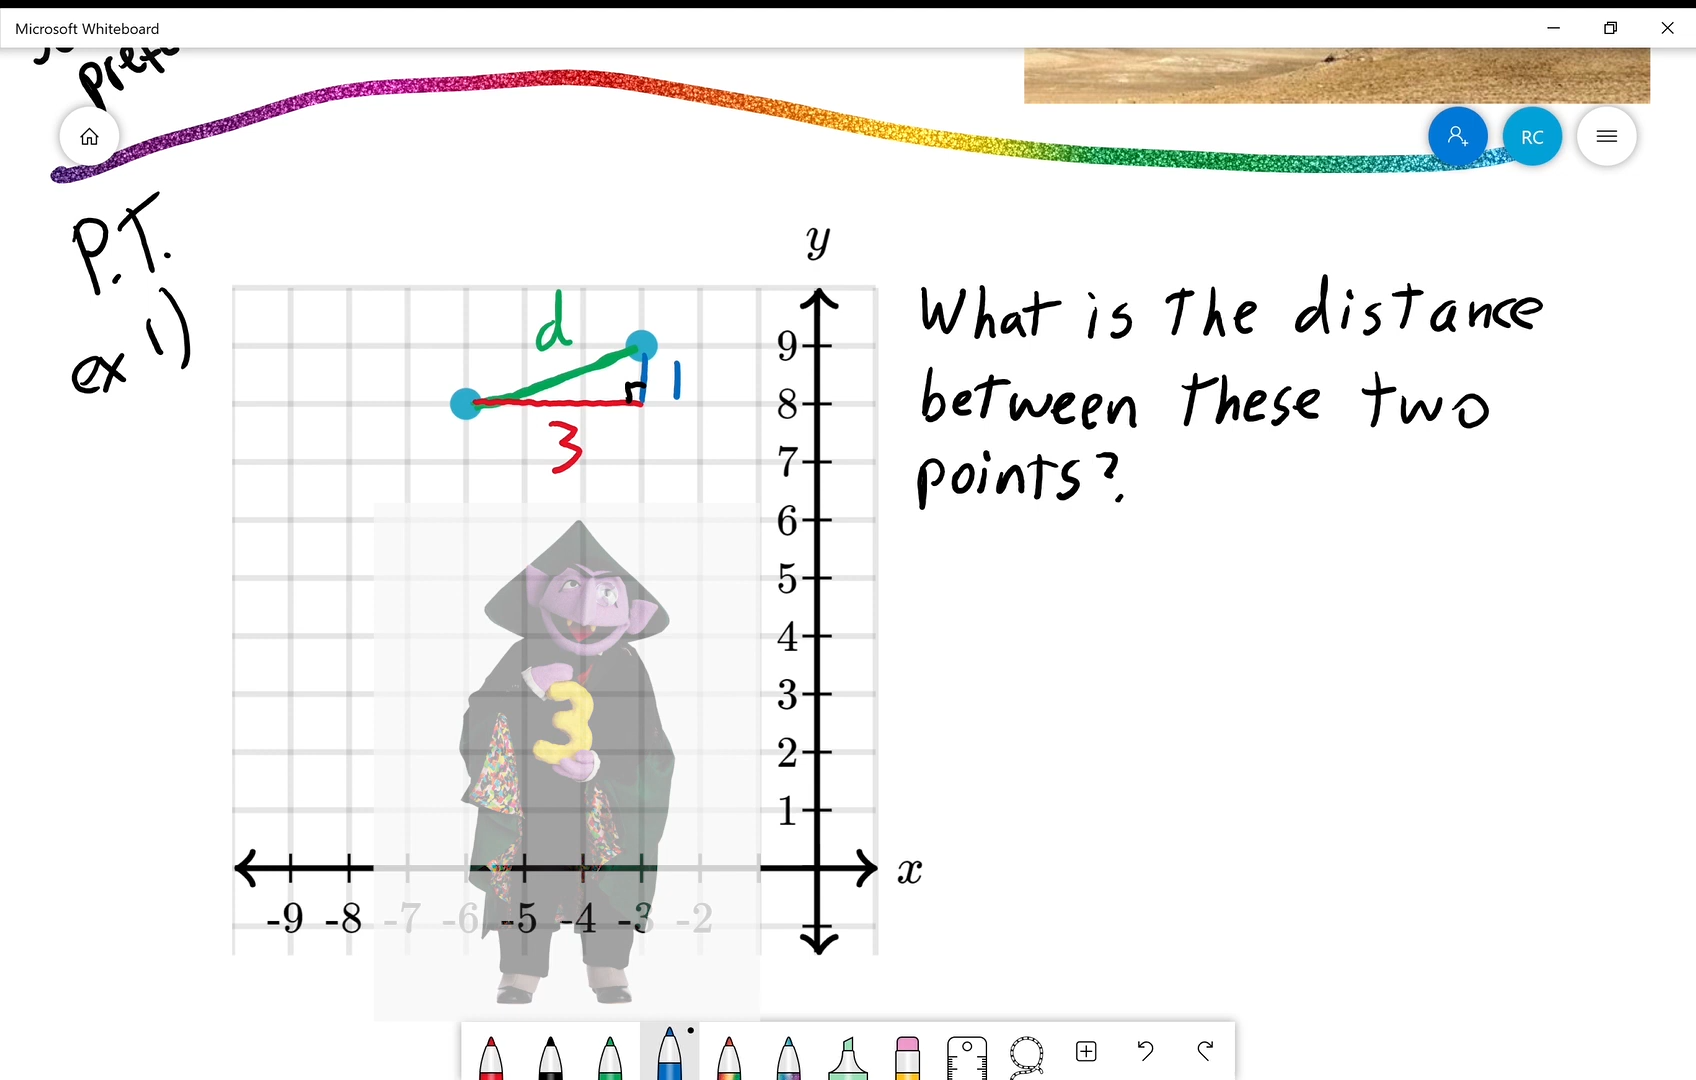 Microsoft Whiteboard
RC
P.T.
ex 1)
y
d
1
3
9
8
7
6
5
4
3
2
1
3
x
-9 -8 -7 -6 -5 -4 -3 -2
What is the distance
between these two
points?